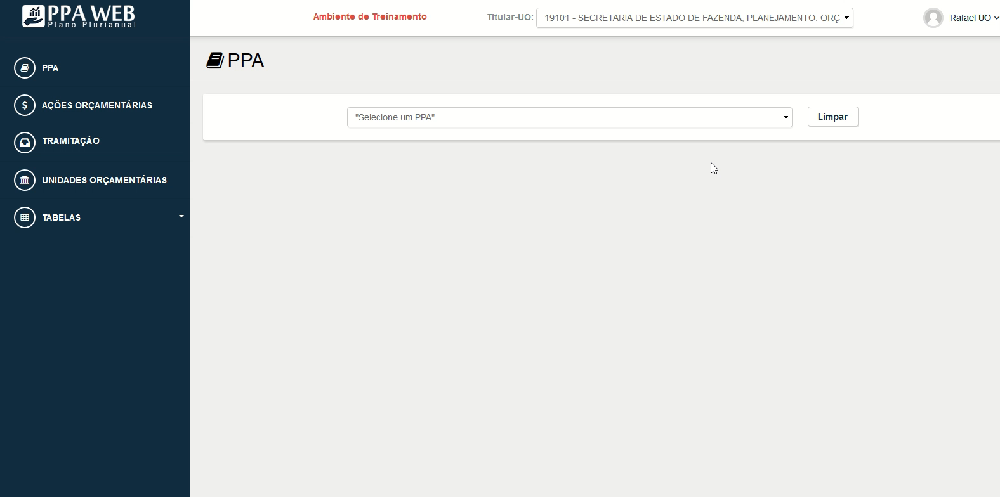 PPA WEB
Plano Plurianual
Ambiente de Treinamento
Titular-UO: 19101 - SECRETARIA DE ESTADO DE FAZENDA, PLANEJAMENTO. ORÇ
Rafael UO
PPA
PPA
AÇÕES ORÇAMENTÁRIAS
TRAMITAÇÃO
UNIDADES ORÇAMENTÁRIAS
TABELAS
"Selecione um PPA"
Limpar